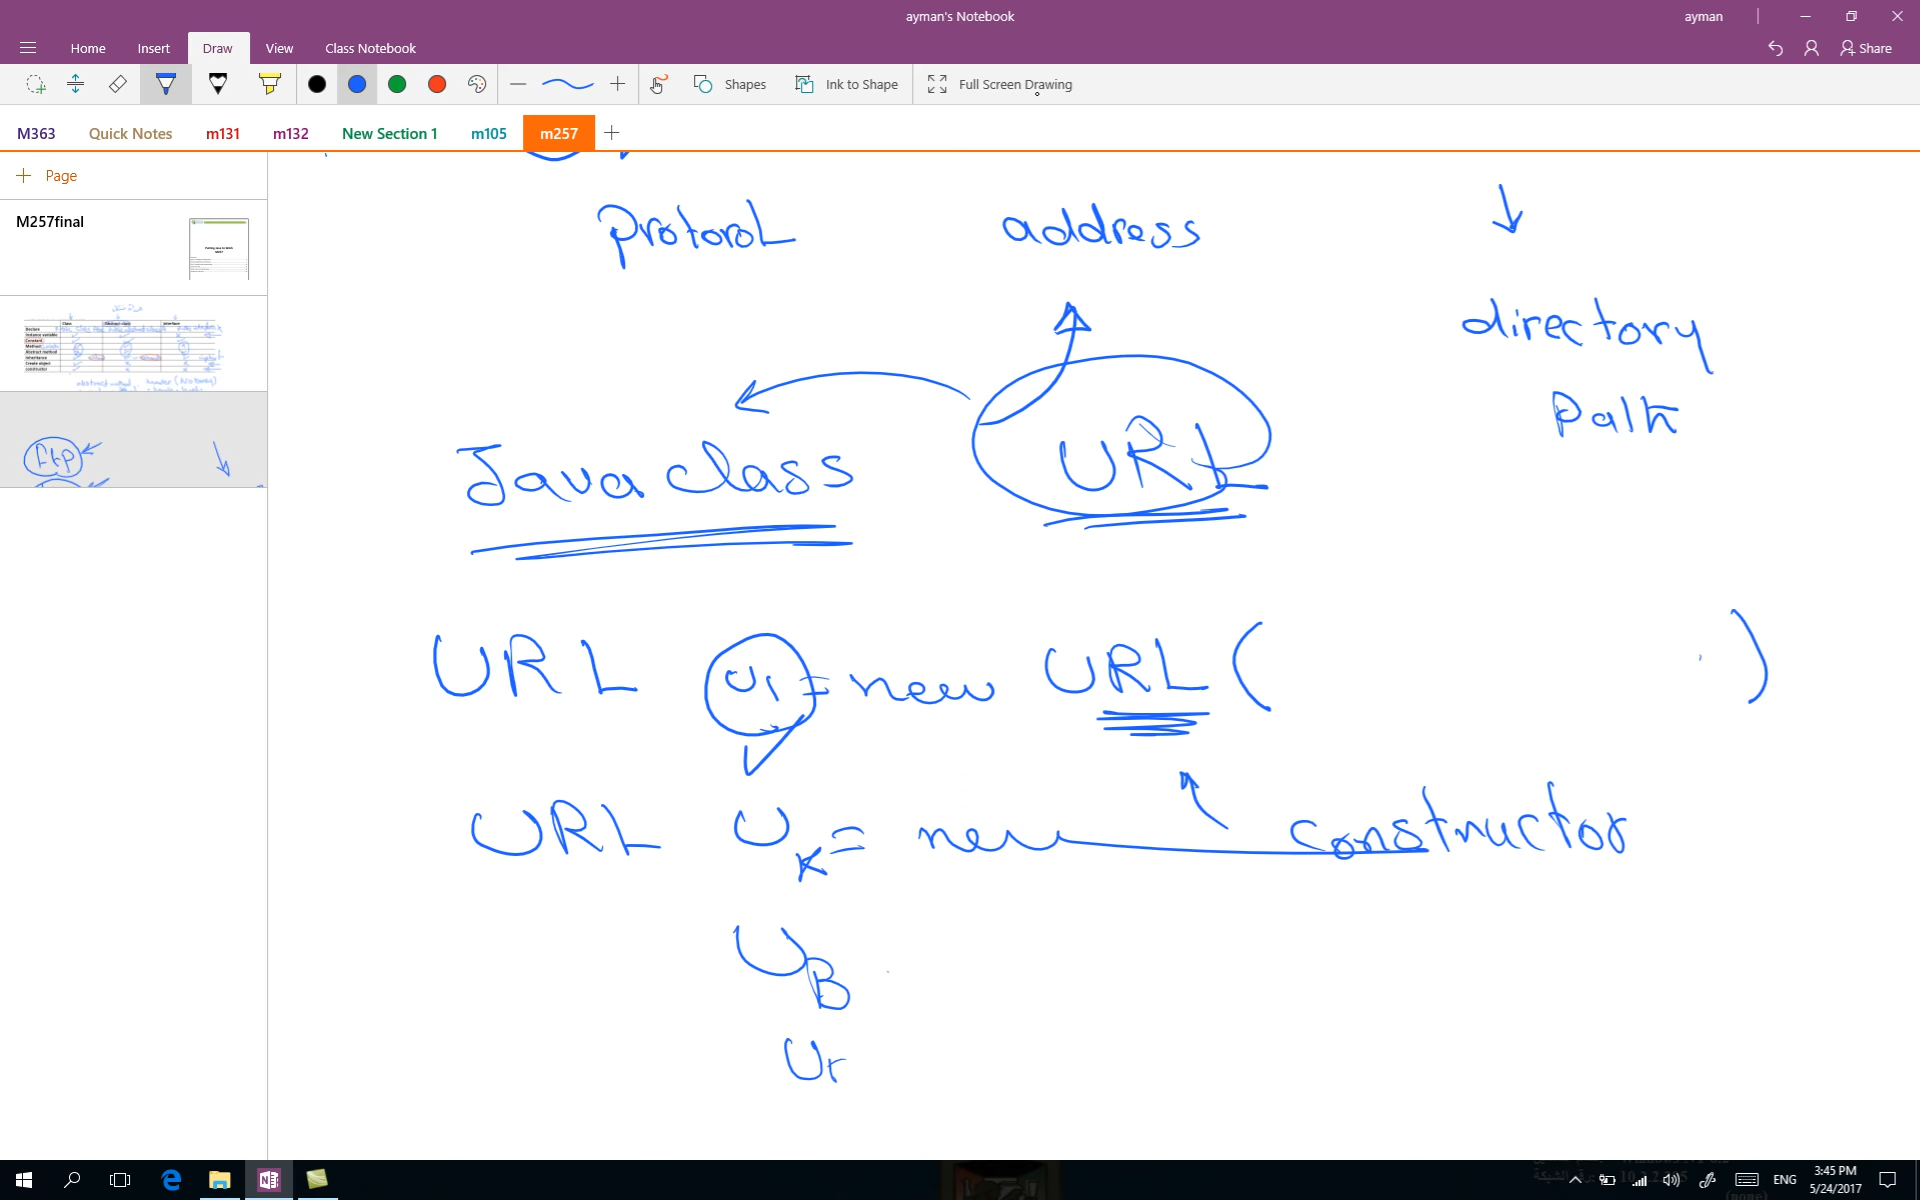 ayman's Notebook
ayman
Home Insert Draw View Class Notebook
Share
Shapes Ink to Shape Full Screen Drawing
M363 Quick Notes m131 m132 New Section 1 m105 m257
Page
M257final
ftp
Protorol address
directory
Path
Java class URL
URL U1 = new URL ( )
URL UK = new constructor
UB
Ur
ENG
3:45 PM
5/24/2017